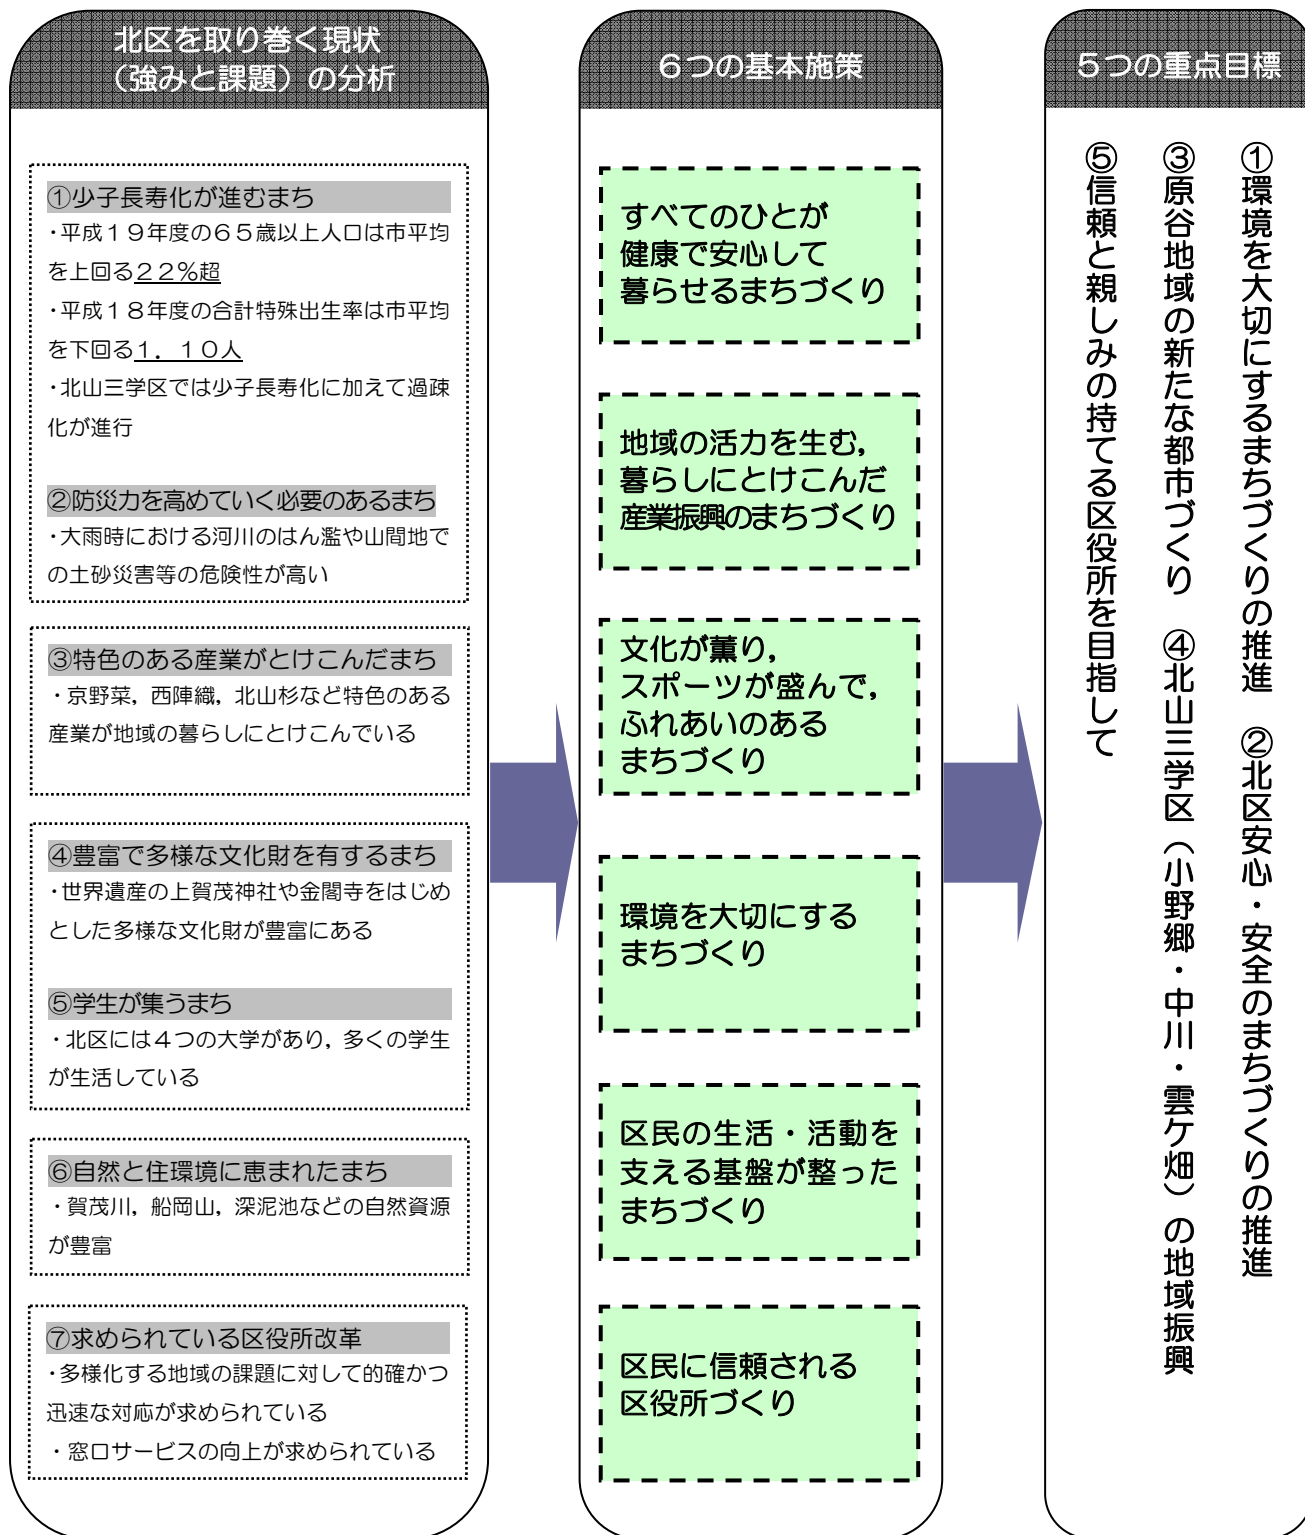 北区を取り巻く現状
（強みと課題）の分析
①少子長寿化が進むまち
・平成１９年度の６５歳以上人口は市平均
を上回る２２％超
・平成１８年度の合計特殊出生率は市平均
を下回る１．１０人
・北山三学区では少子長寿化に加えて過疎
化が進行
②防災力を高めていく必要のあるまち
・大雨時における河川のはん濫や山間地で
の土砂災害等の危険性が高い
③特色のある産業がとけこんだまち
・京野菜，西陣織，北山杉など特色のある
産業が地域の暮らしにとけこんでいる
④豊富で多様な文化財を有するまち
・世界遺産の上賀茂神社や金閣寺をはじめ
とした多様な文化財が豊富にある
⑤学生が集うまち
・北区には４つの大学があり，多くの学生
が生活している
⑥自然と住環境に恵まれたまち
・賀茂川，船岡山，深泥池などの自然資源
が豊富
⑦求められている区役所改革
・多様化する地域の課題に対して的確かつ
迅速な対応が求められている
・窓口サービスの向上が求められている
６つの基本施策
すべてのひとが
健康で安心して
暮らせるまちづくり
地域の活力を生む，
暮らしにとけこんだ
産業振興のまちづくり
文化が薫り，
スポーツが盛んで，
ふれあいのある
まちづくり
環境を大切にする
まちづくり
区民の生活・活動を
支える基盤が整った
まちづくり
区民に信頼される
区役所づくり
５つの重点目標
①環境を大切にするまちづくりの推進　②北区安心・安全のまちづくりの推進
③原谷地域の新たな都市づくり　④北山三学区（小野郷・中川・雲ケ畑）の地域振興
⑤信頼と親しみの持てる区役所を目指して